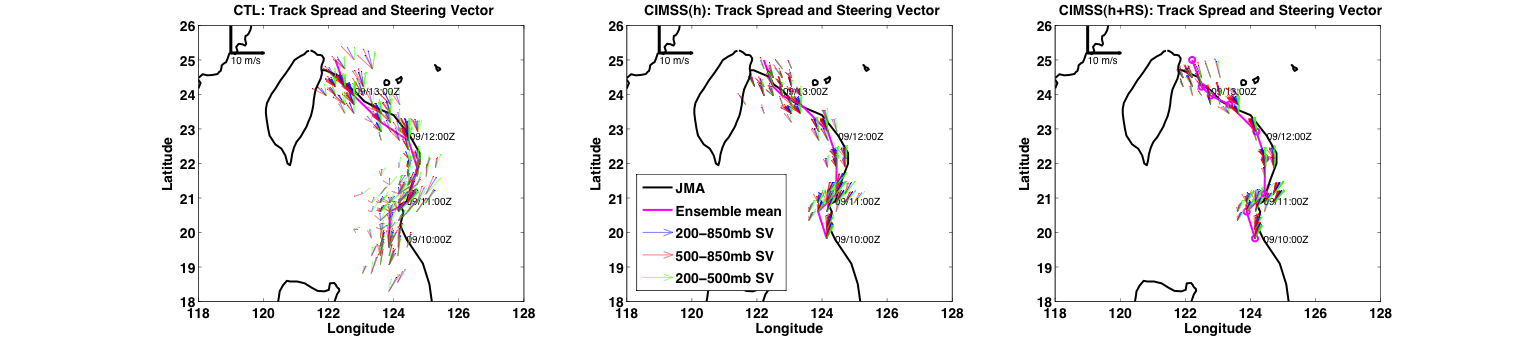 CTL: Track Spread and Steering Vector
26
25
24
23
22
21
20
19
18
118
120
122
124
126
128
Latitude
Longitude
10 m/s
09/13:00Z
09/12:00Z
09/11:00Z
09/10:00Z
CIMSS(h): Track Spread and Steering Vector
26
25
24
23
22
21
20
19
18
118
120
122
124
126
128
Latitude
Longitude
10 m/s
09/13:00Z
09/12:00Z
09/11:00Z
09/10:00Z
JMA
Ensemble mean
200–850mb SV
500–850mb SV
200–500mb SV
CIMSS(h+RS): Track Spread and Steering Vector
26
25
24
23
22
21
20
19
18
118
120
122
124
126
128
Latitude
Longitude
10 m/s
09/13:00Z
09/12:00Z
09/11:00Z
09/10:00Z